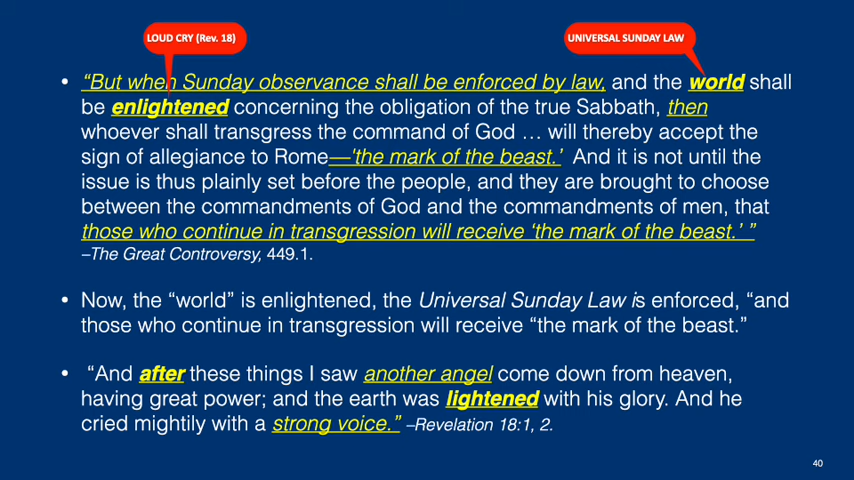 LOUD CRY (Rev. 18)
UNIVERSAL SUNDAY LAW
• “But when Sunday observance shall be enforced by law, and the world shall
be enlightened concerning the obligation of the true Sabbath, then
whoever shall transgress the command of God … will thereby accept the
sign of allegiance to Rome—'the mark of the beast.’ And it is not until the
issue is thus plainly set before the people, and they are brought to choose
between the commandments of God and the commandments of men, that
those who continue in transgression will receive ‘the mark of the beast.’ ”
–The Great Controversy, 449.1.
• Now, the “world” is enlightened, the Universal Sunday Law is enforced, “and
those who continue in transgression will receive “the mark of the beast.”
• “And after these things I saw another angel come down from heaven,
having great power; and the earth was lightened with his glory. And he
cried mightily with a strong voice.” –Revelation 18:1, 2.
40